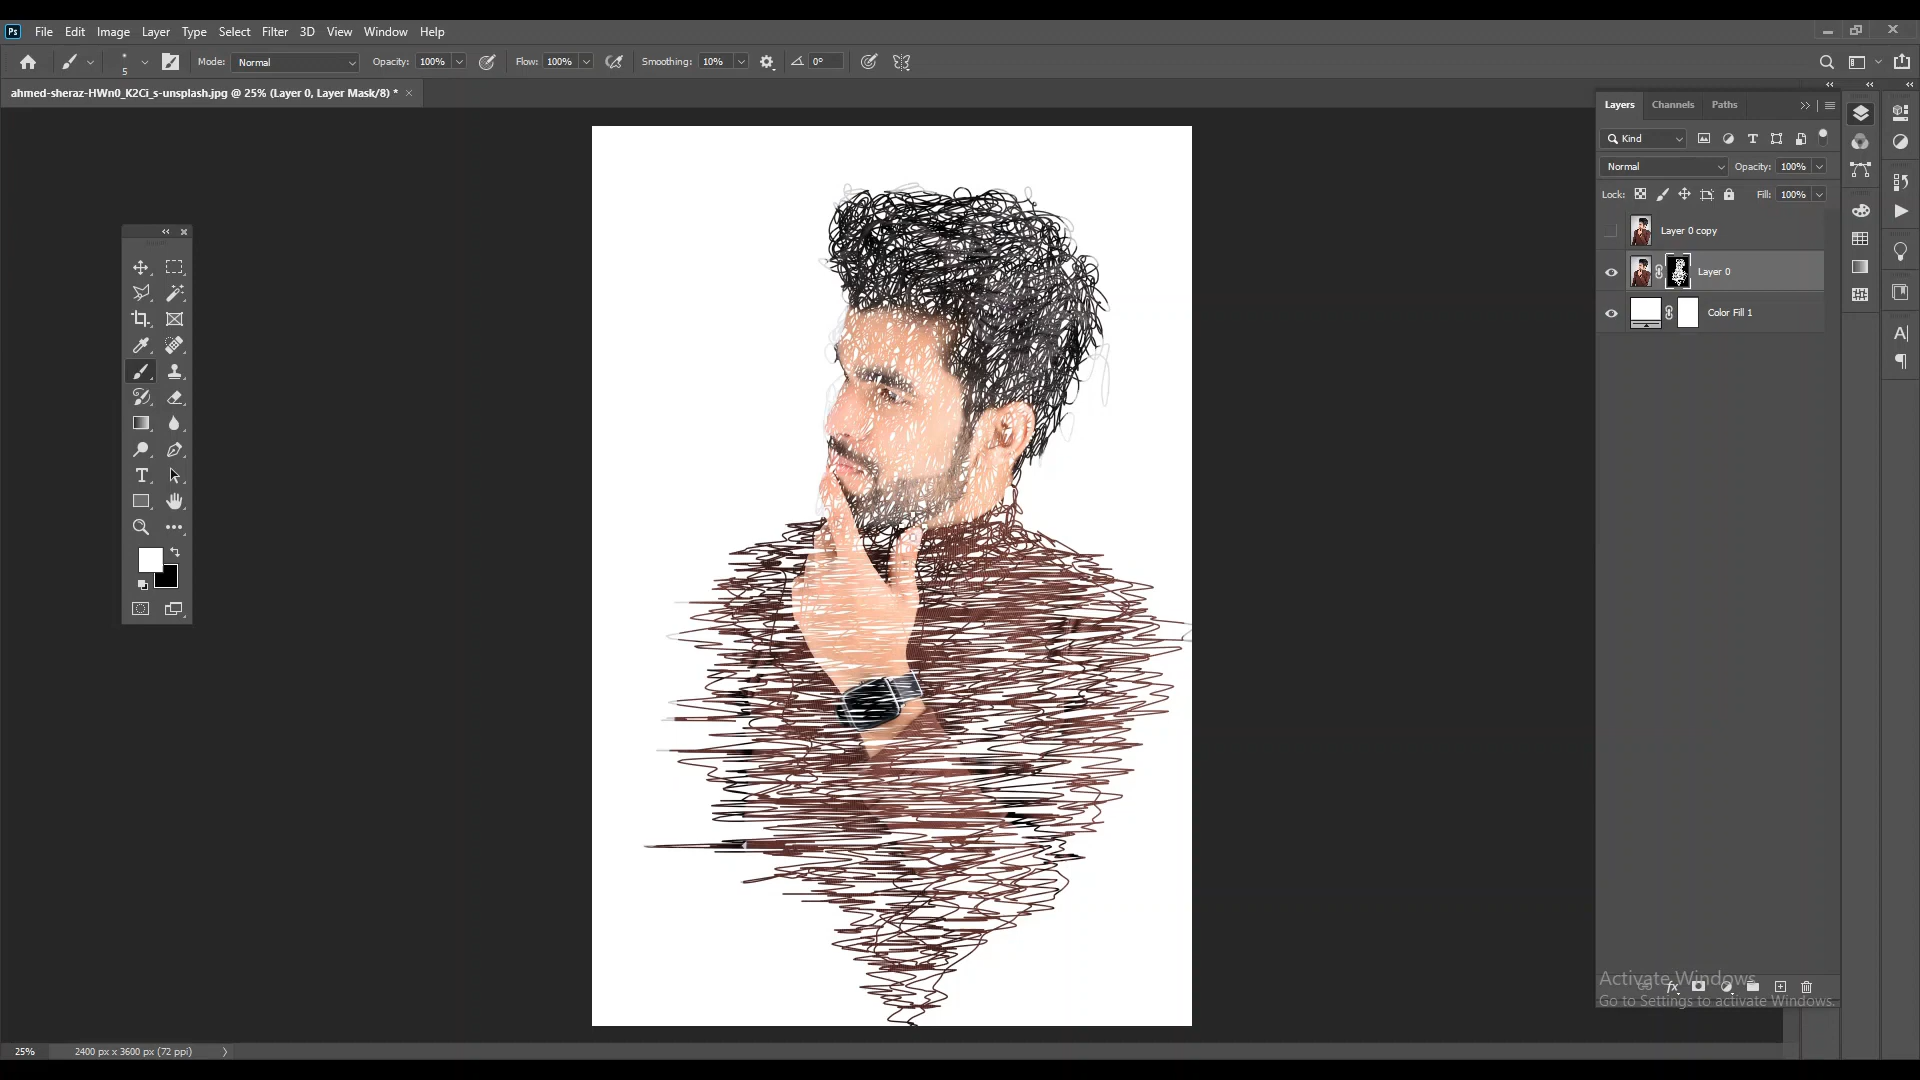 Ps File Edit Image Layer Type Select Filter 3D View Window Help
5 Mode: Normal Opacity: 100% Flow: 100% Smoothing: 10% 0°
ahmed-sheraz-HWn0_K2Ci_s-unsplash.jpg @ 25% (Layer 0, Layer Mask/8) *
Layers Channels Paths
Kind
Normal Opacity: 100%
Lock: Fill: 100%
Layer 0 copy
Layer 0
Color Fill 1
Activate Windows
Go to Settings to activate Windows.
25% 2400 px x 3600 px (72 ppi)